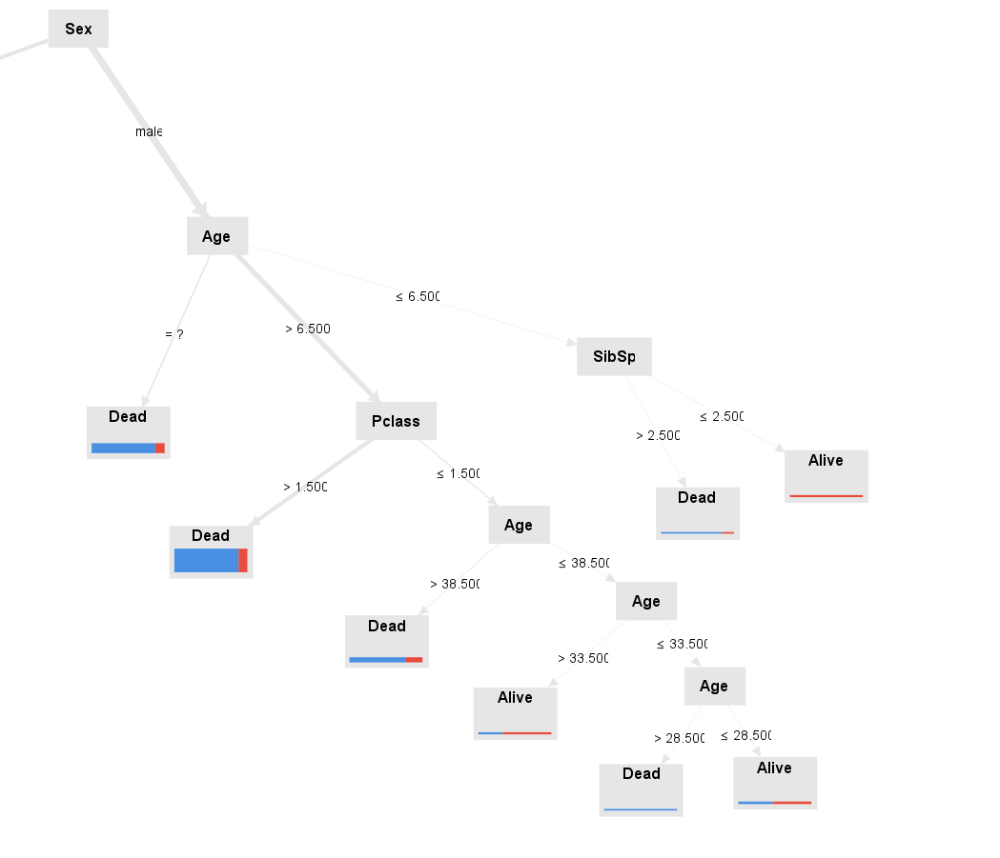 Sex
male
Age
≤ 6.500
= ?
> 6.500
SibSp
Dead
Pclass
≤ 2.500
> 2.500
Alive
> 1.500
≤ 1.500
Dead
Dead
Age
≤ 38.500
> 38.500
Age
Dead
≤ 33.500
> 33.500
Alive
Age
> 28.500
≤ 28.500
Dead
Alive